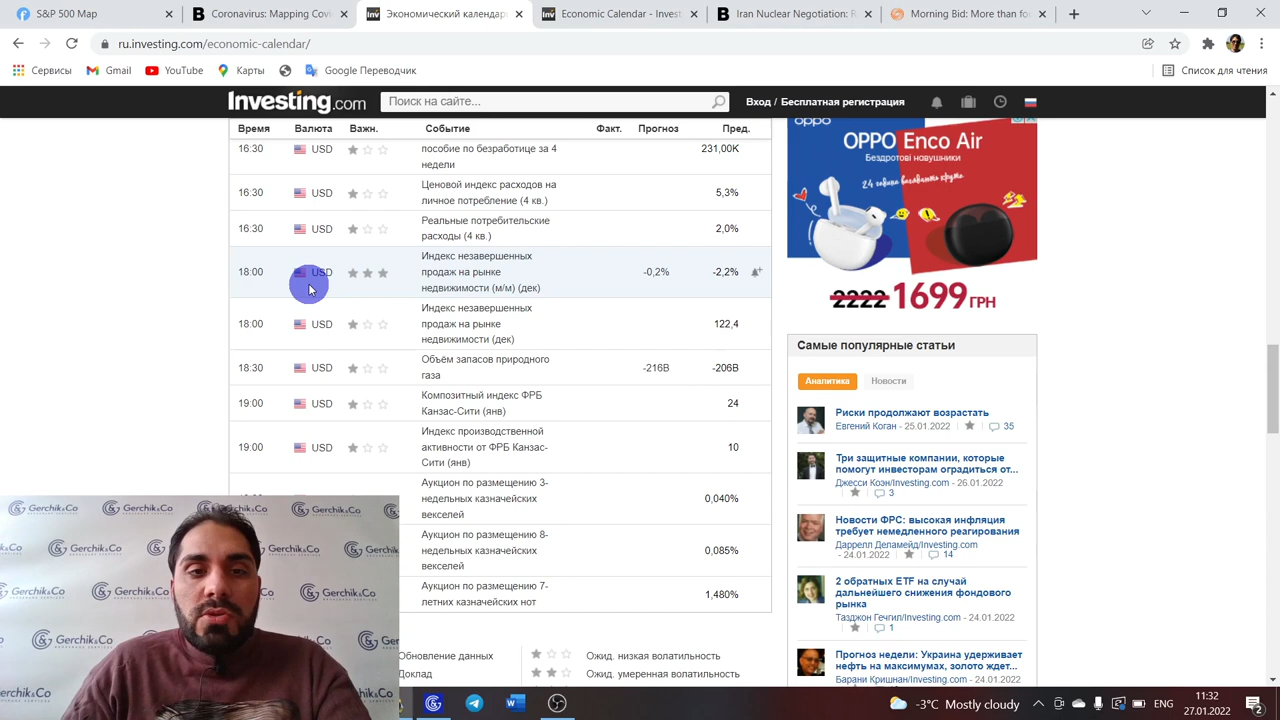 S&P 500 Map
Coronavirus: Mapping Covi
Экономический календарь
Economic Calendar - Investi
Iran Nuclear Negotiation: R
Morning Bid: More than fo
ru.investing.com/economic-calendar/
Сервисы
Gmail
YouTube
Карты
Google Переводчик
Список для чтения
Investing.com
Поиск на сайте...
Вход / Бесплатная регистрация
Время Валюта Важн. Событие Факт. Прогноз Пред.
16:30 USD пособие по безработице за 4 недели 231,00K
16:30 USD Ценовой индекс расходов на личное потребление (4 кв.) 5,3%
16:30 USD Реальные потребительские расходы (4 кв.) 2,0%
18:00 USD Индекс незавершенных продаж на рынке недвижимости (м/м) (дек) -0,2% -2,2%
18:00 USD Индекс незавершенных продаж на рынке недвижимости (дек) 122,4
18:30 USD Объём запасов природного газа -216B -206B
19:00 USD Композитный индекс ФРБ Канзас-Сити (янв) 24
19:00 USD Индекс производственной активности от ФРБ Канзас-Сити (янв) 10
Аукцион по размещению 3-недельных казначейских векселей 0,040%
Аукцион по размещению 8-недельных казначейских векселей 0,085%
Аукцион по размещению 7-летних казначейских нот 1,480%
Обновление данных
Доклад
Ожид. низкая волатильность
Ожид. умеренная волатильность
oppo
OPPO
Enco Air
Бездротові навушники
24 години
2222 1699 ГРН
Самые популярные статьи
Аналитика
Новости
Риски продолжают возрастать
Евгений Коган - 25.01.2022 35
Три защитные компании, которые
помогут инвесторам оградиться от...
Джесси Коэн/Investing.com - 26.01.2022
3
Новости ФРС: высокая инфляция
требует немедленного реагирования
Даррелл Деламейд/Investing.com
- 24.01.2022 14
2 обратных ETF на случай
дальнейшего снижения фондового
рынка
Тазджон Гечгил/Investing.com - 24.01.2022
1
Прогноз недели: Украина удерживает
нефть на максимумах, золото ждет...
Барани Кришнан/Investing.com - 24.01.2022
Gerchik&Co
-3°C Mostly cloudy
ENG
11:32
27.01.2022
2